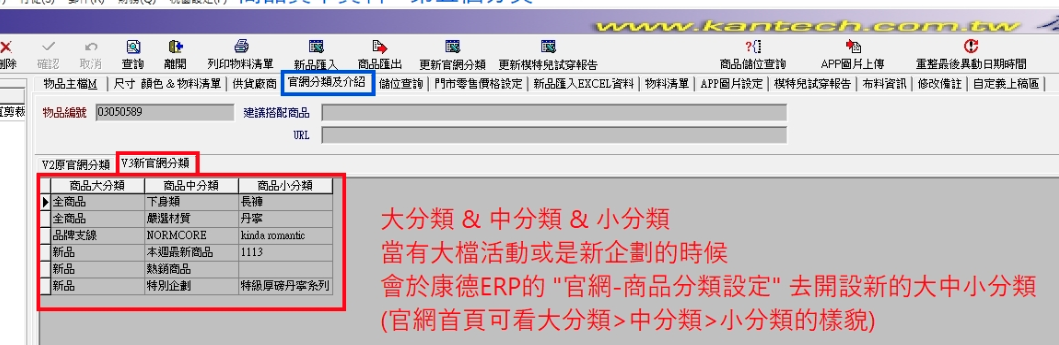 www.kantech.com.tw
刪除 確認 取消 查詢 離開 列印物料清單 新品匯入 商品匯出 更新官網分類 更新模特兒試穿報告 商品儲位查詢 APP圖片上傳 重整最後異動日期時間
物品主檔M 尺寸 顏色 & 物料清單 供貨廠商 官網分類及介紹 儲位查詢 門市零售價格設定 新品匯入EXCEL資料 物料清單 APP圖片設定 模特兒試穿報告 布料資訊 修改備註 自定義上稿區
物品編號 03050589 建議搭配商品
URL
V2原官網分類 V3新官網分類
商品大分類 商品中分類 商品小分類
全商品 下身類 長褲
全商品 嚴選材質 丹寧
品牌支線 NORMCORE kinda romantic
新品 本週最新商品 1113
新品 熱銷商品
新品 特別企劃 特級原磅丹寧系列
大分類 & 中分類 & 小分類
當有大檔活動或是新企劃的時候
會於康德ERP的 "官網-商品分類設定" 去開設新的大中小分類
(官網首頁可看大分類>中分類>小分類的樣貌)